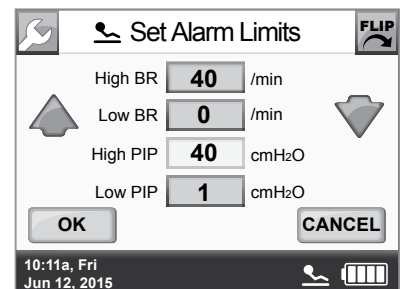 Set Alarm Limits
FLIP
High BR 40 /min
Low BR 0 /min
High PIP 40 cmH2O
Low PIP 1 cmH2O
OK CANCEL
10:11a, Fri
Jun 12, 2015